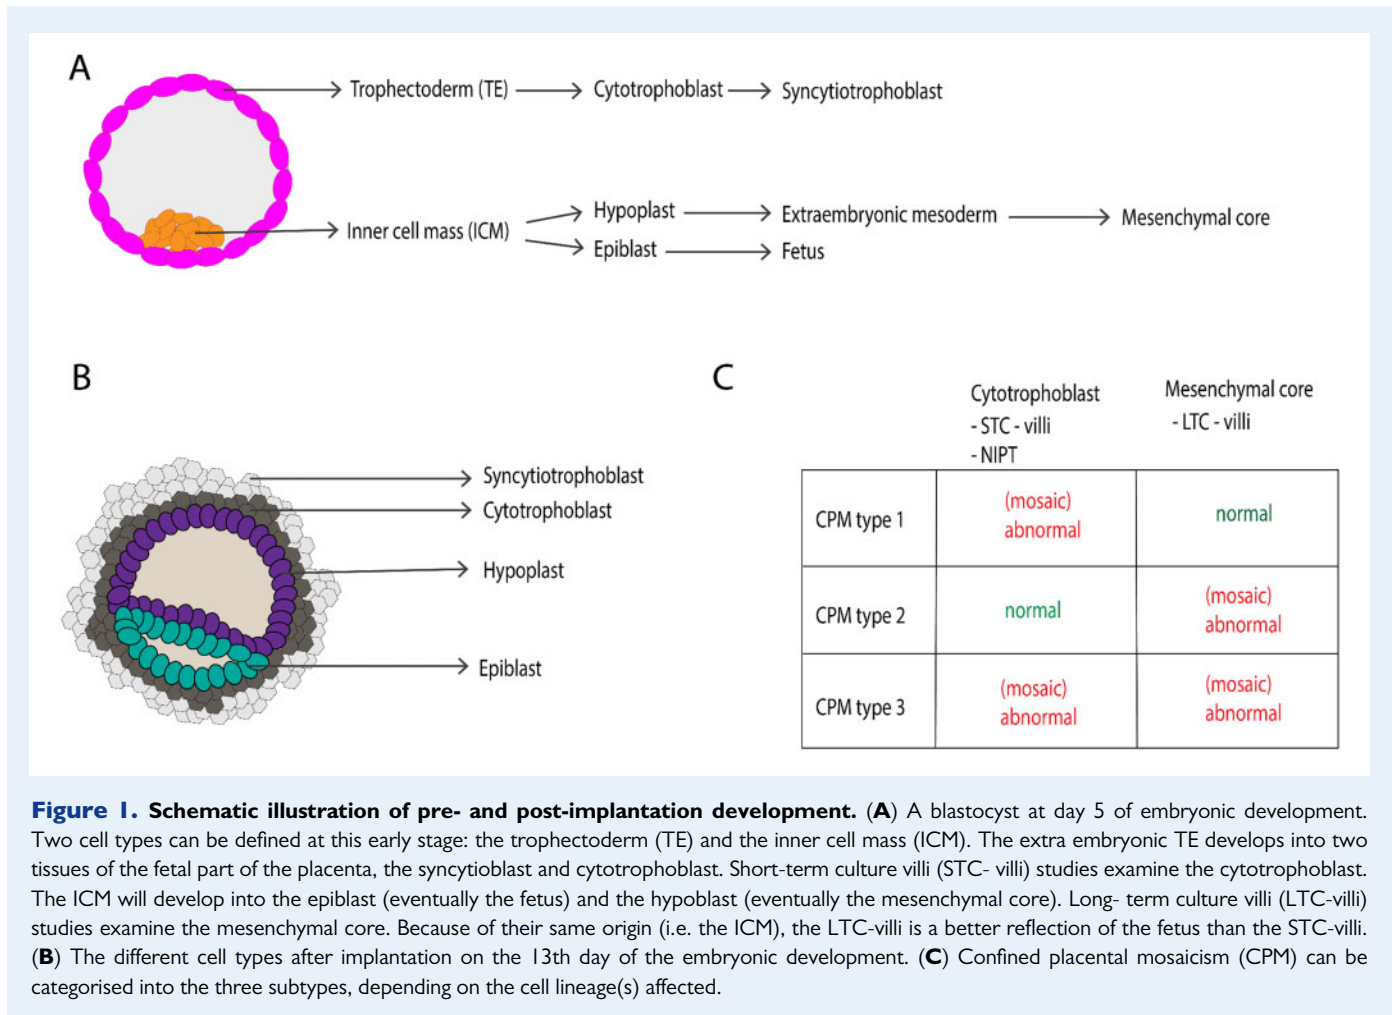 A
Trophectoderm (TE)
Cytotrophoblast
Syncytiotrophoblast
Inner cell mass (ICM)
Hypoplast
Extraembryonic mesoderm
Mesenchymal core
Epiblast
Fetus
B
Syncytiotrophoblast
Cytotrophoblast
Hypoplast
Epiblast
C
Cytotrophoblast
- STC - villi
- NIPT
Mesenchymal core
- LTC - villi
CPM type 1
(mosaic)
abnormal
normal
CPM type 2
normal
(mosaic)
abnormal
CPM type 3
(mosaic)
abnormal
(mosaic)
abnormal
Figure 1. Schematic illustration of pre- and post-implantation development. (A) A blastocyst at day 5 of embryonic development.
Two cell types can be defined at this early stage: the trophectoderm (TE) and the inner cell mass (ICM). The extra embryonic TE develops into two
tissues of the fetal part of the placenta, the syncytioblast and cytotrophoblast. Short-term culture villi (STC- villi) studies examine the cytotrophoblast.
The ICM will develop into the epiblast (eventually the fetus) and the hypoblast (eventually the mesenchymal core). Long- term culture villi (LTC-villi)
studies examine the mesenchymal core. Because of their same origin (i.e. the ICM), the LTC-villi is a better reflection of the fetus than the STC-villi.
(B) The different cell types after implantation on the 13th day of the embryonic development. (C) Confined placental mosaicism (CPM) can be
categorised into the three subtypes, depending on the cell lineage(s) affected.